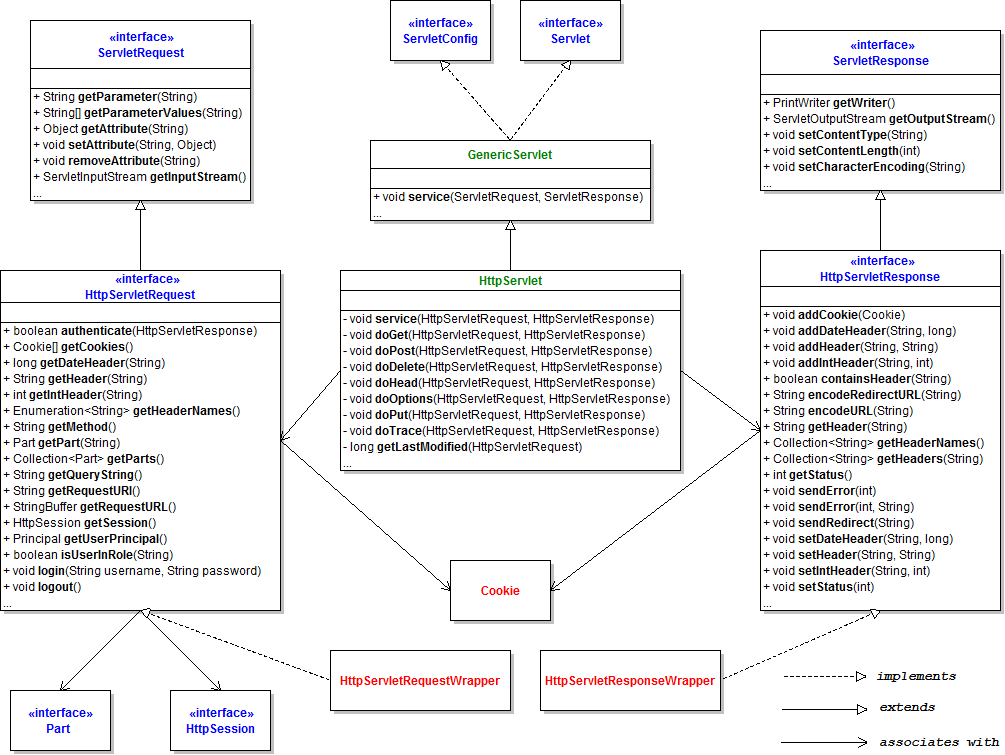 «interface»
ServletRequest
+ String getParameter(String)
+ String[] getParameterValues(String)
+ Object getAttribute(String)
+ void setAttribute(String, Object)
+ void removeAttribute(String)
+ ServletInputStream getInputStream()
...
«interface»
ServletConfig
«interface»
Servlet
GenericServlet
+ void service(ServletRequest, ServletResponse)
...
«interface»
ServletResponse
+ PrintWriter getWriter()
+ ServletOutputStream getOutputStream()
+ void setContentType(String)
+ void setContentLength(int)
+ void setCharacterEncoding(String)
...
«interface»
HttpServletRequest
+ boolean authenticate(HttpServletResponse)
+ Cookie[] getCookies()
+ long getDateHeader(String)
+ String getHeader(String)
+ int getIntHeader(String)
+ Enumeration<String> getHeaderNames()
+ String getMethod()
+ Part getPart(String)
+ Collection<Part> getParts()
+ String getQueryString()
+ String getRequestURI()
+ StringBuffer getRequestURL()
+ HttpSession getSession()
+ Principal getUserPrincipal()
+ boolean isUserInRole(String)
+ void login(String username, String password)
+ void logout()
...
HttpServlet
- void service(HttpServletRequest, HttpServletResponse)
- void doGet(HttpServletRequest, HttpServletResponse)
- void doPost(HttpServletRequest, HttpServletResponse)
- void doDelete(HttpServletRequest, HttpServletResponse)
- void doHead(HttpServletRequest, HttpServletResponse)
- void doOptions(HttpServletRequest, HttpServletResponse)
- void doPut(HttpServletRequest, HttpServletResponse)
- void doTrace(HttpServletRequest, HttpServletResponse)
- long getLastModified(HttpServletRequest)
...
«interface»
HttpServletResponse
+ void addCookie(Cookie)
+ void addDateHeader(String, long)
+ void addHeader(String, String)
+ void addIntHeader(String, int)
+ boolean containsHeader(String)
+ String encodeRedirectURL(String)
+ String encodeURL(String)
+ String getHeader(String)
+ Collection<String> getHeaderNames()
+ Collection<String> getHeaders(String)
+ int getStatus()
+ void sendError(int)
+ void sendError(int, String)
+ void sendRedirect(String)
+ void setDateHeader(String, long)
+ void setHeader(String, String)
+ void setIntHeader(String, int)
+ void setStatus(int)
...
Cookie
HttpServletRequestWrapper
HttpServletResponseWrapper
«interface»
Part
«interface»
HttpSession
implements
extends
associates with